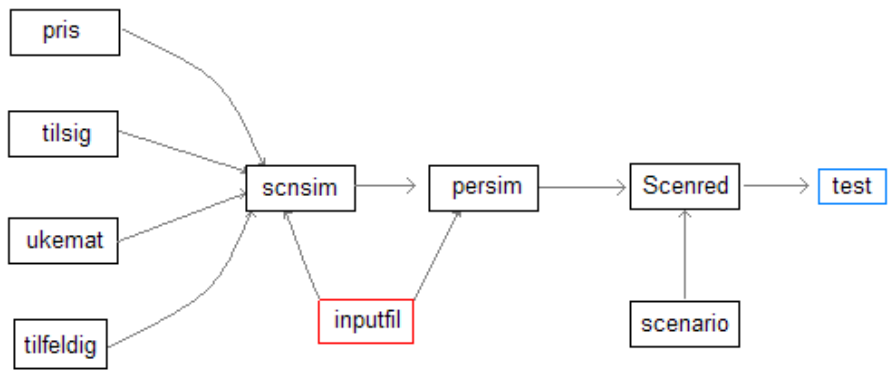 pris
tilsig
ukemat
tilfeldig
scnsim
inputfil
persim
Scenred
scenario
test